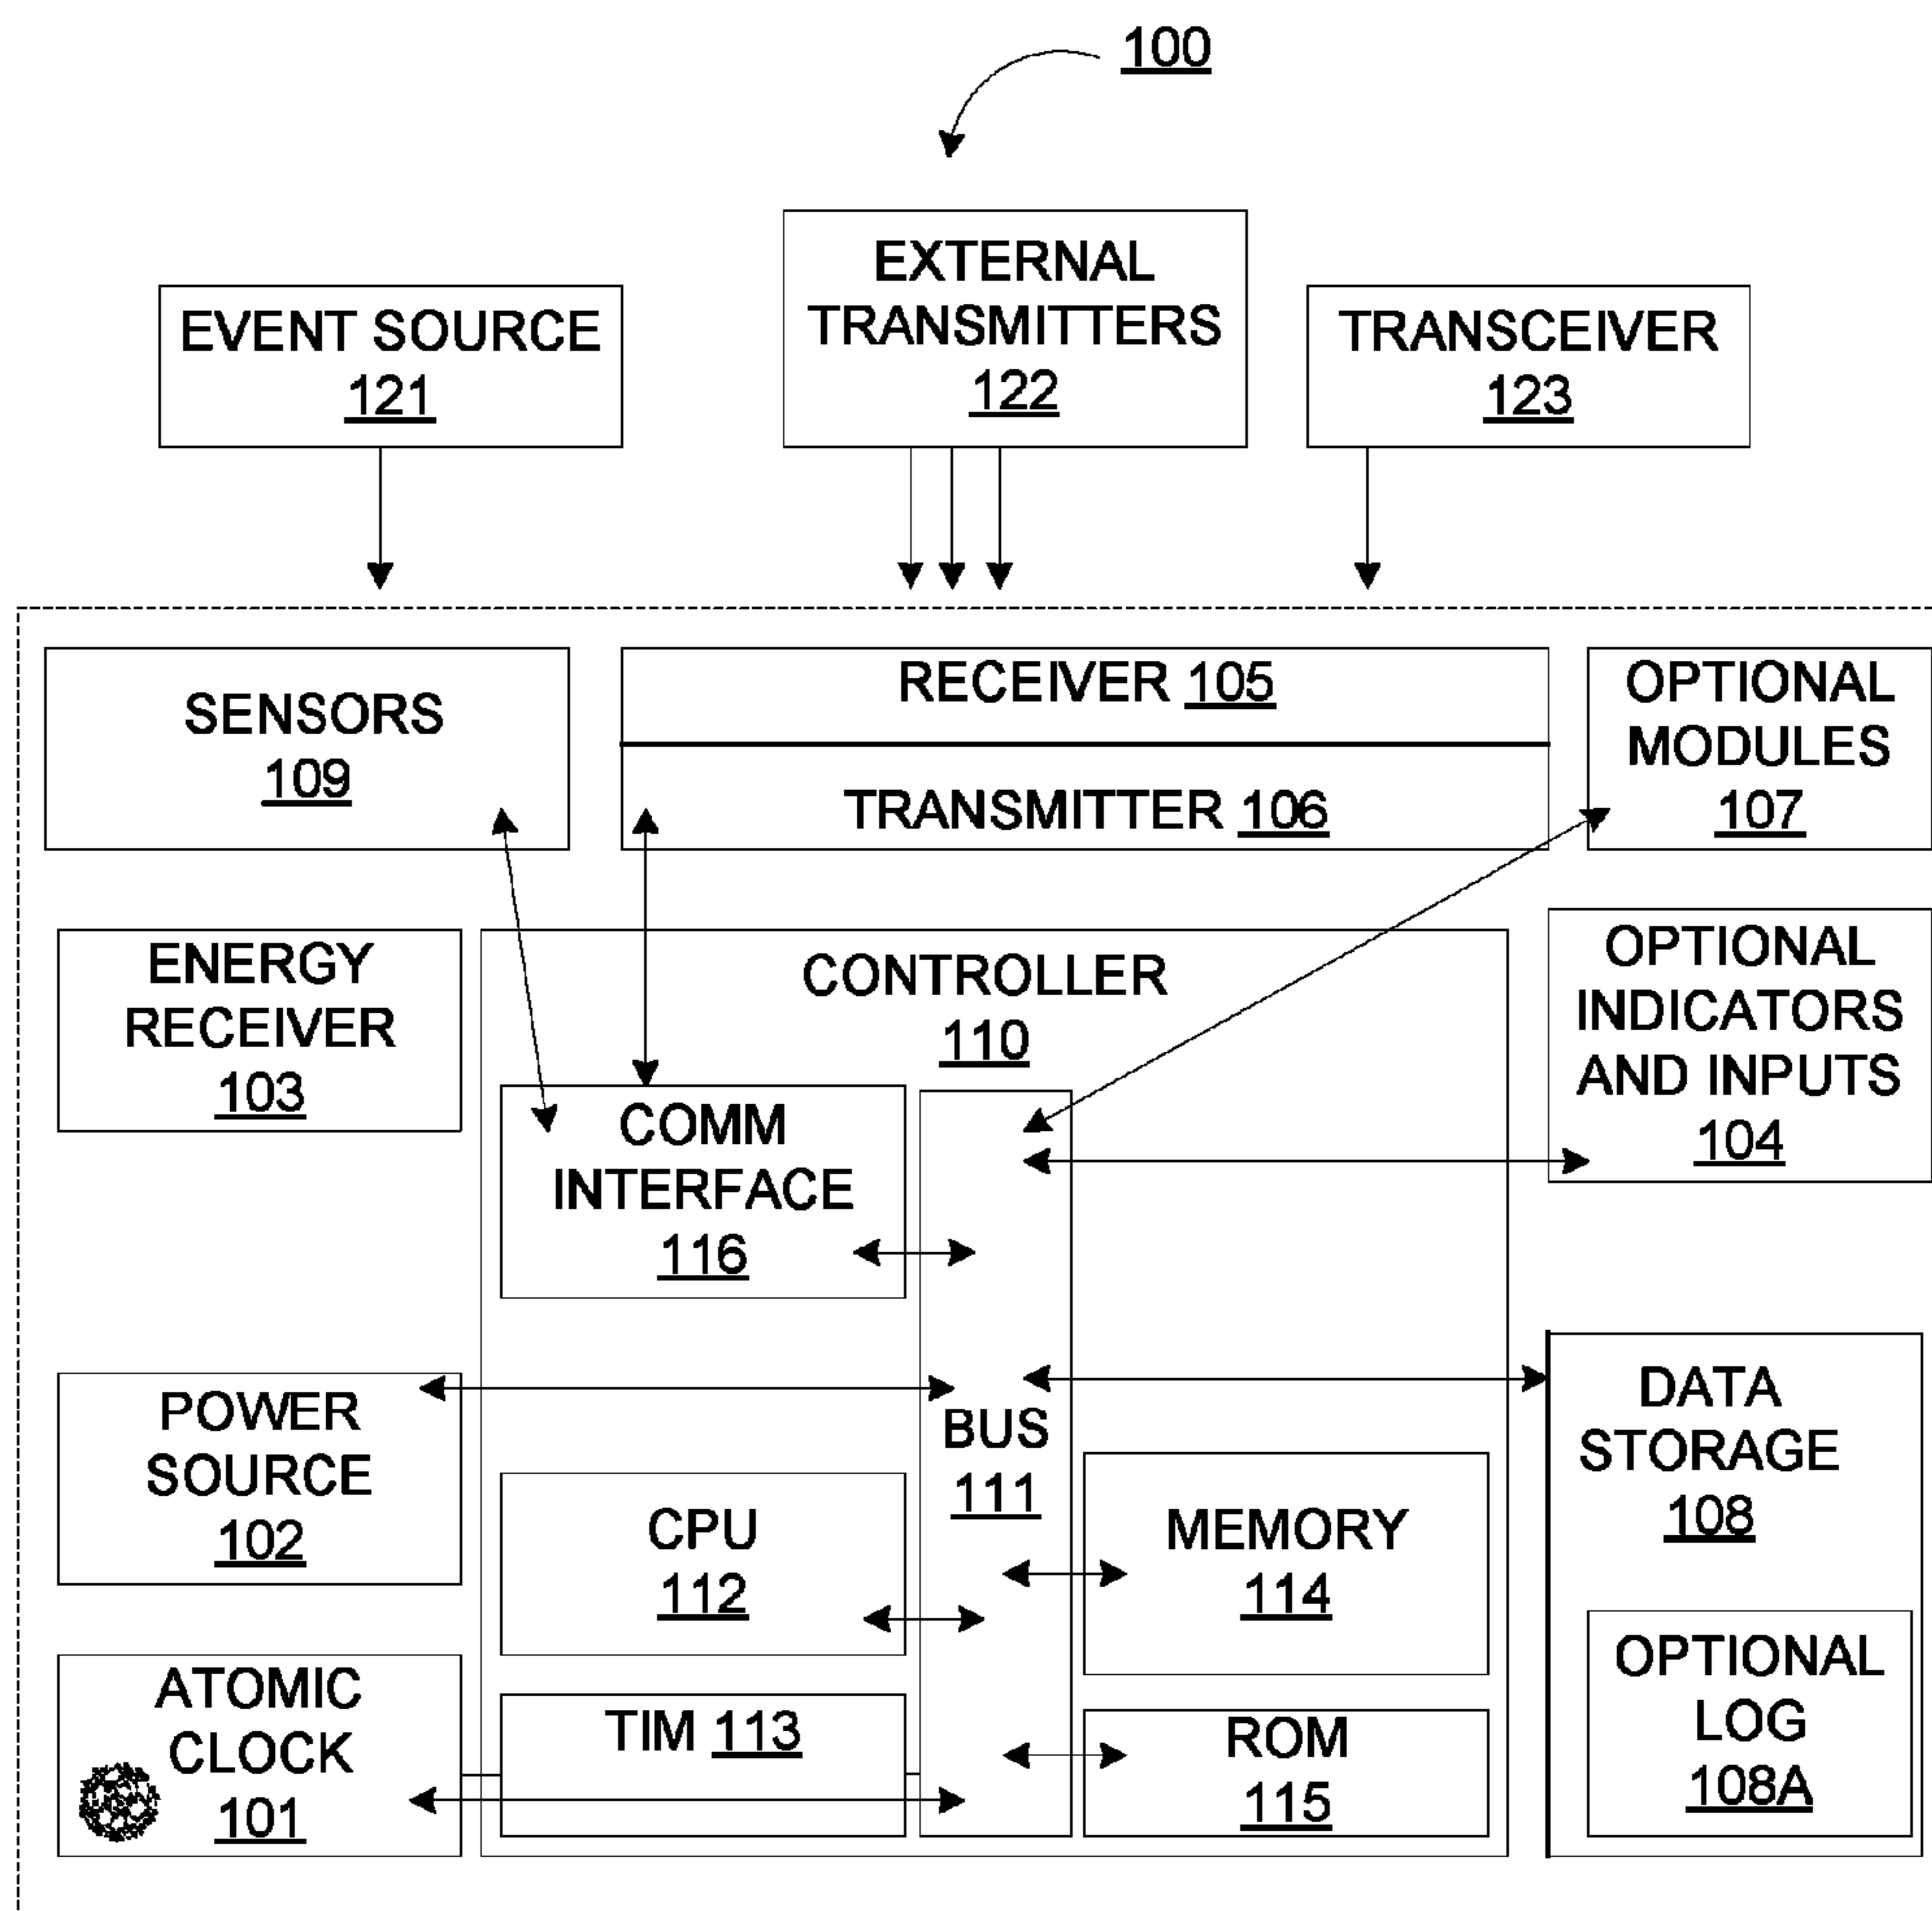 100
EVENT SOURCE
121
EXTERNAL
TRANSMITTERS
122
TRANSCEIVER
123
SENSORS
109
RECEIVER 105
TRANSMITTER 106
OPTIONAL
MODULES
107
ENERGY
RECEIVER
103
CONTROLLER
110
OPTIONAL
INDICATORS
AND INPUTS
104
COMM
INTERFACE
116
POWER
SOURCE
102
BUS
111
DATA
STORAGE
108
CPU
112
MEMORY
114
ATOMIC
CLOCK
101
TIM 113
ROM
115
OPTIONAL
LOG
108A